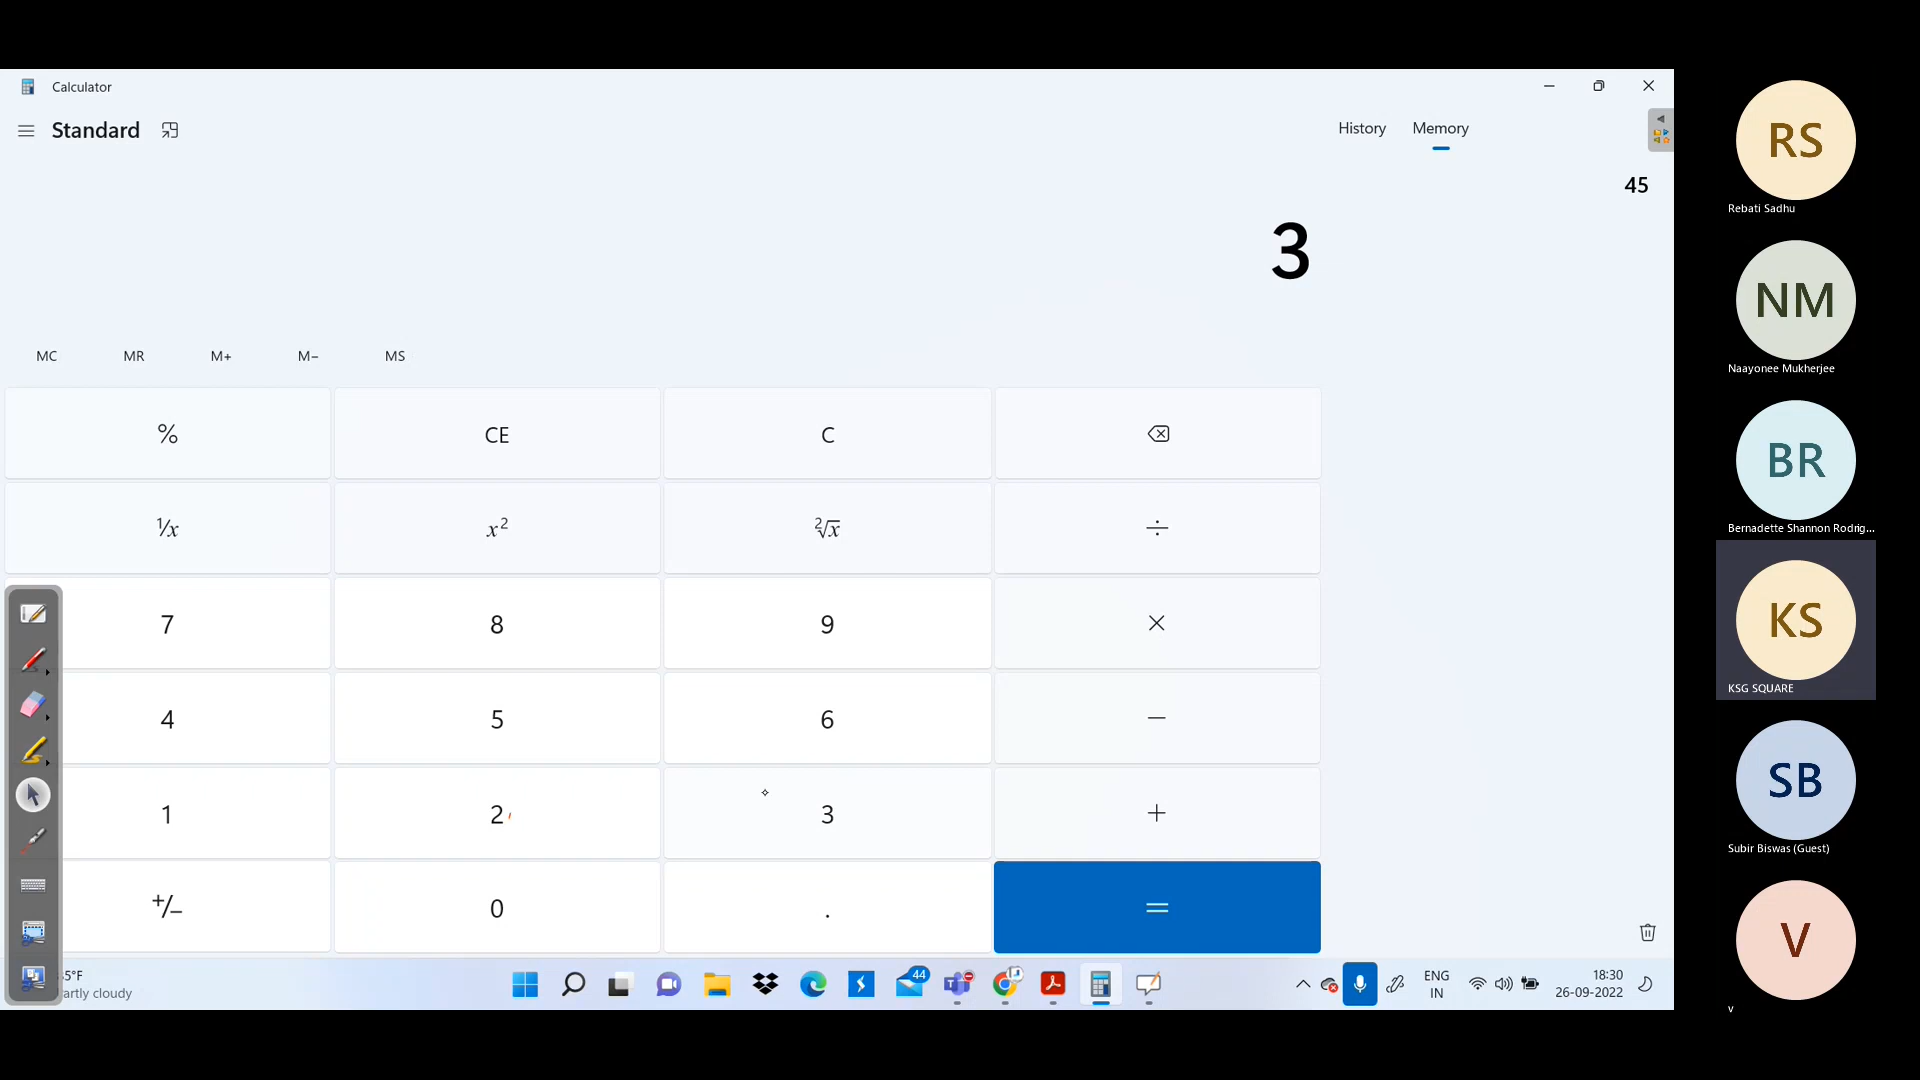 Calculator
Standard
History
Memory
45
3
MC
MR
M+
M−
MS
%
CE
C
1/x
x²
²√x
÷
7
8
9
×
4
5
6
−
1
2
3
+
+/−
0
.
=
5°F
artly cloudy
44
ENG
IN
18:30
26-09-2022
RS
Rebati Sadhu
NM
Naayonee Mukherjee
BR
Bernadette Shannon Rodrig...
KS
KSG SQUARE
SB
Subir Biswas (Guest)
V
v